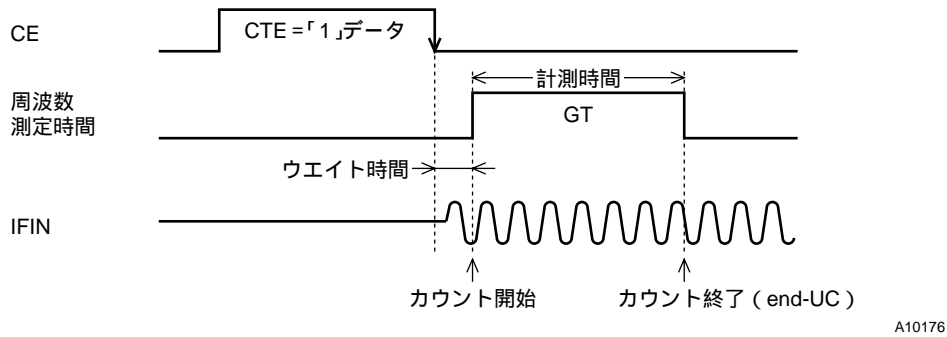 CE
CTE =「1」データ
周波数
測定時間
計測時間
GT
ウエイト時間
IFIN
カウント開始
カウント終了（end-UC）
A10176